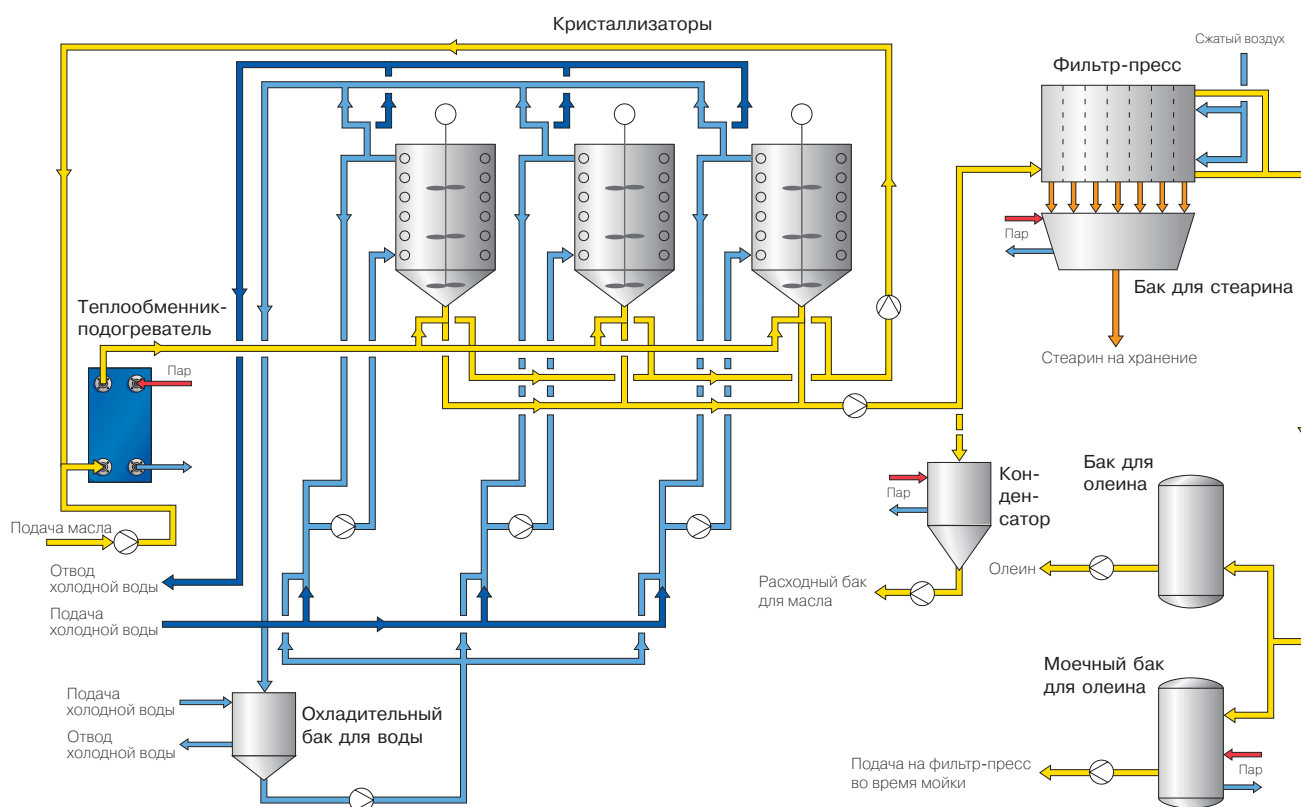 Кристаллизаторы
Сжатый воздух
Фильтр-пресс
Пар
Бак для стеарина
Стеарин на хранение
Теплообменник-
подогреватель
Пар
Подача масла
Отвод
холодной воды
Подача
холодной воды
Кон-
ден-
сатор
Пар
Расходный бак
для масла
Бак для
олеина
Олеин
Подача
холодной воды
Отвод
холодной воды
Охладительный
бак для воды
Моечный бак
для олеина
Подача на фильтр-пресс
во время мойки
Пар